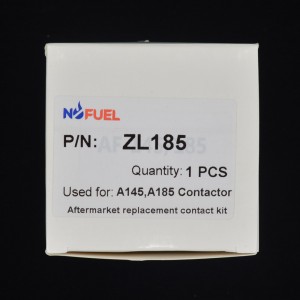 NOFUEL
P/N: ZL185
Quantity: 1 PCS
Used for: A145,A185 Contactor
Aftermarket replacement contact kit